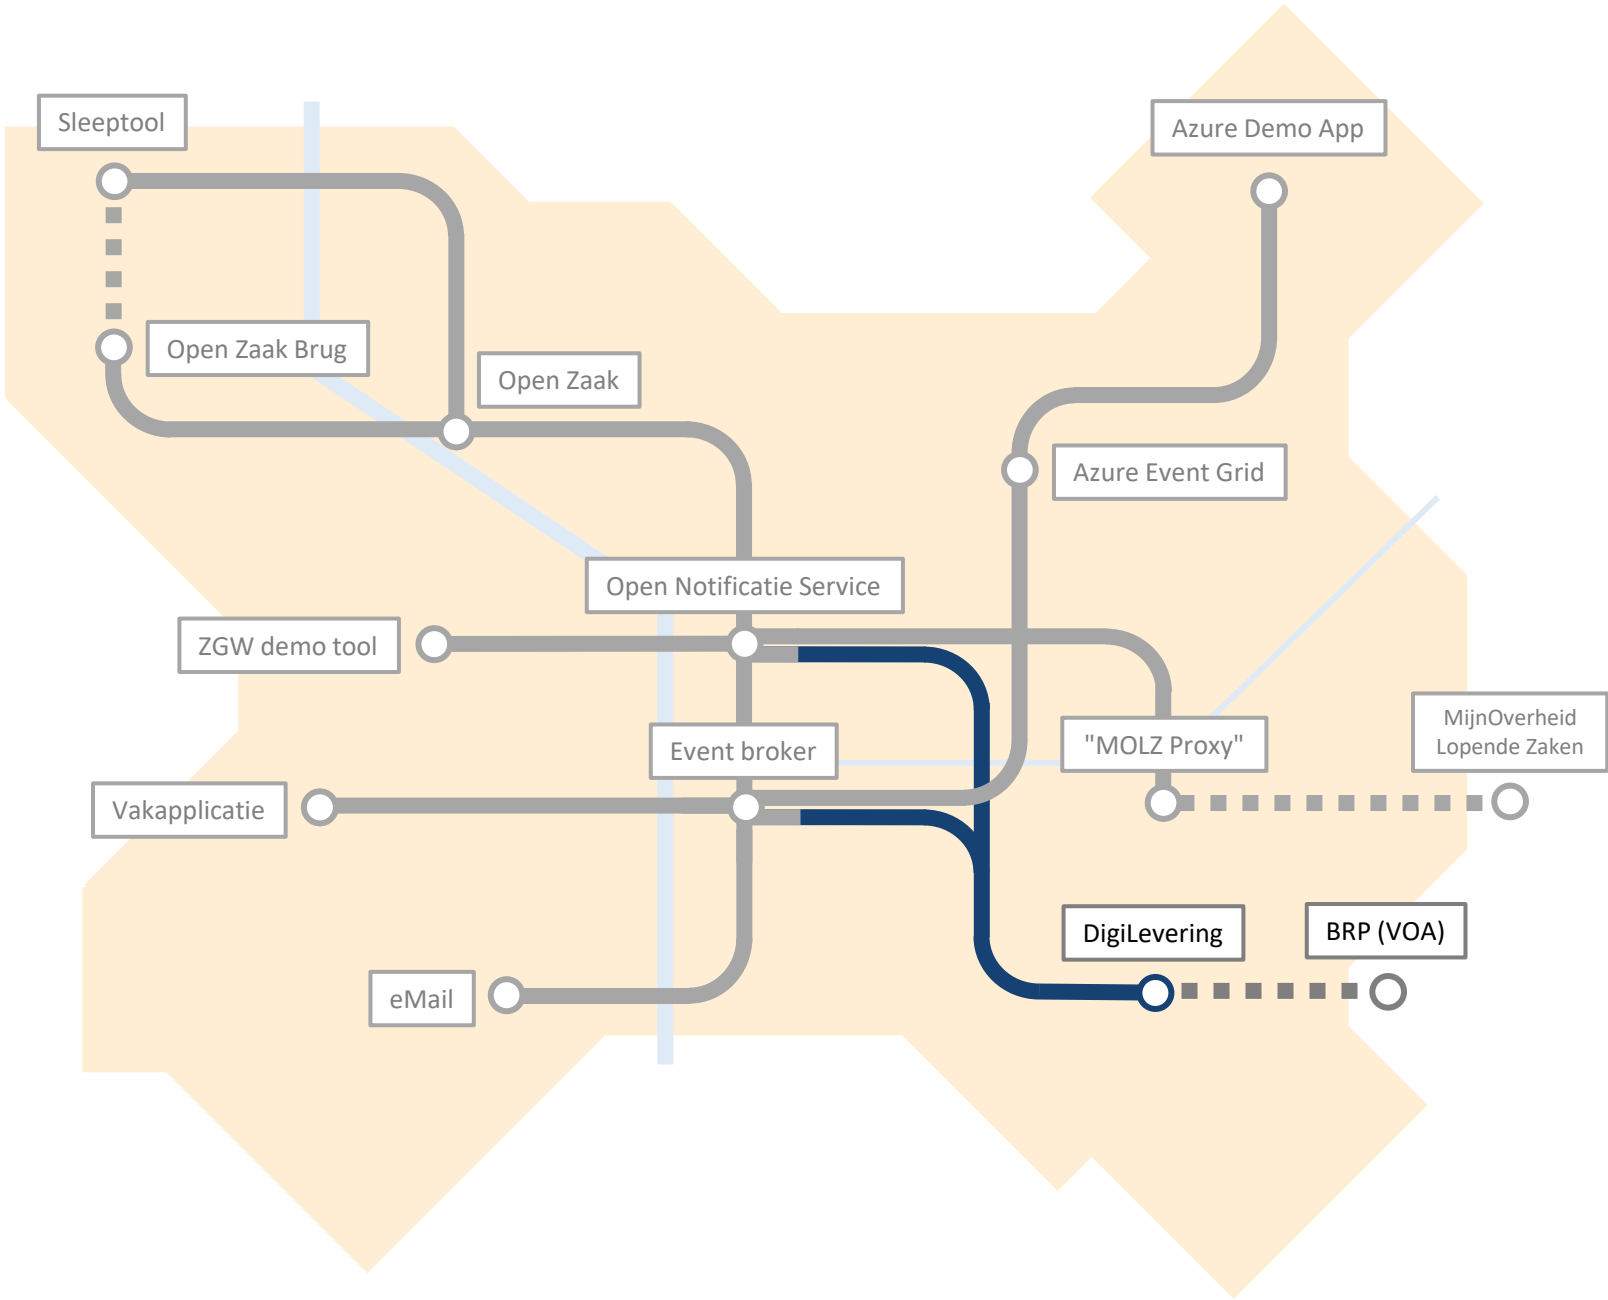 Sleeptool
Azure Demo App
Open Zaak Brug
Open Zaak
Azure Event Grid
Open Notificatie Service
ZGW demo tool
Event broker
"MOLZ Proxy"
MijnOverheid
Lopende Zaken
Vakapplicatie
DigiLevering
BRP (VOA)
eMail